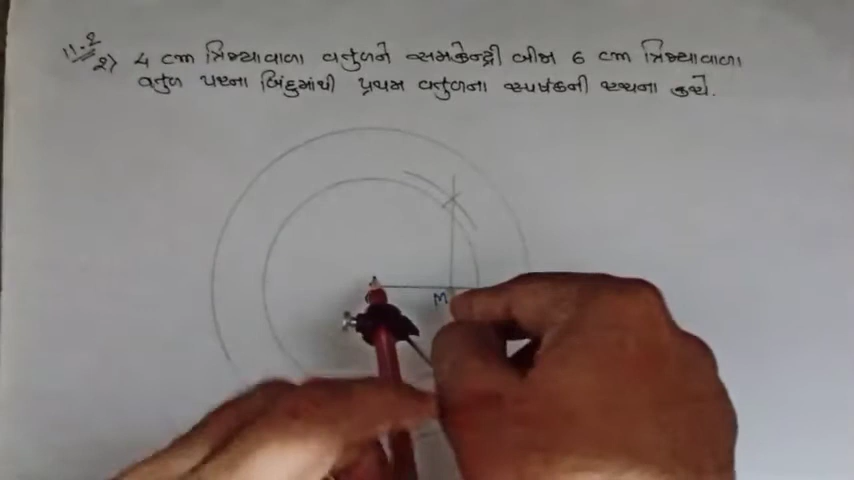 11.2
2) 4 cm ત્રિજ્યાવાળા વર્તુળને સમકેન્દ્રી બીજા 6 cm ત્રિજ્યાવાળા
વર્તુળ પરના બિંદુમાંથી પ્રથમ વર્તુળના સ્પર્શકની રચના કરો.
M